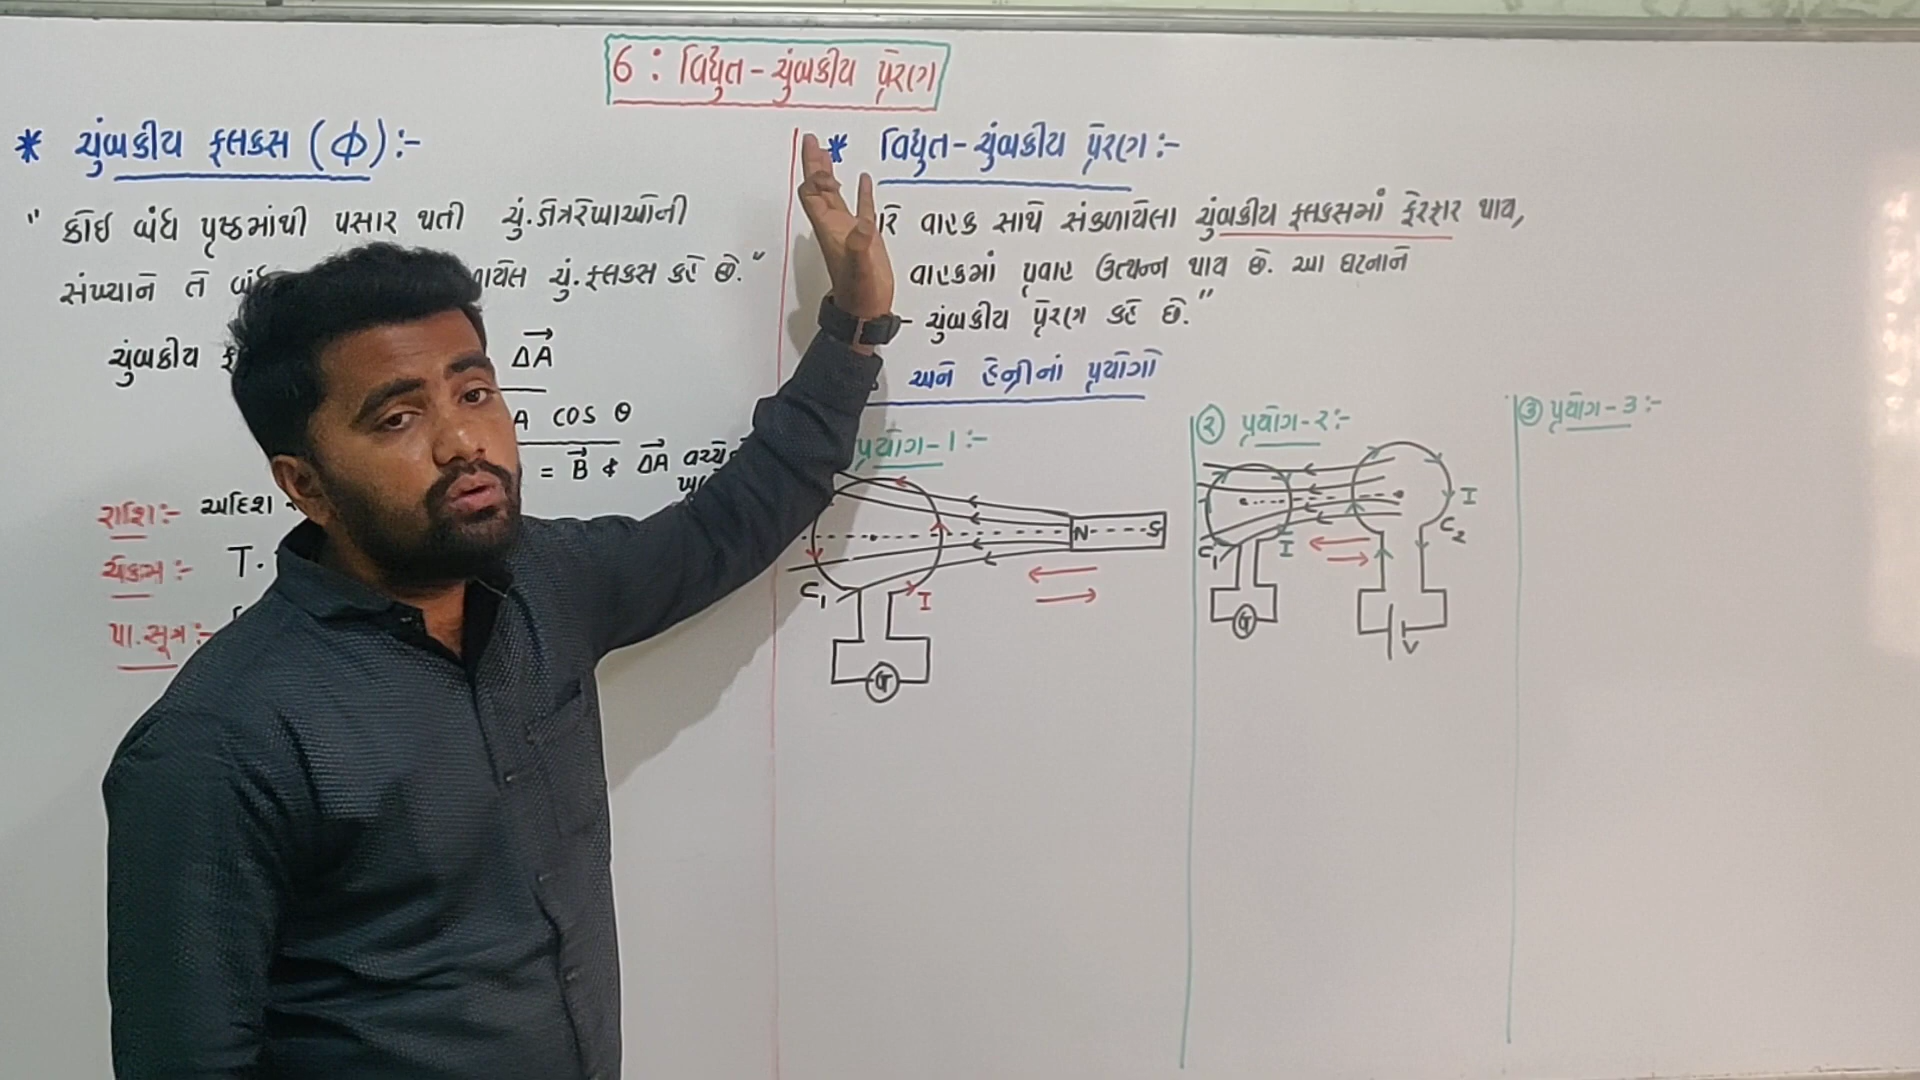 6 : વિદ્યુત-ચુંબકીય પ્રેરણ
* ચુંબકીય ફ્લક્સ (Φ):-
" કોઈ બંધ પૃષ્ઠમાંથી પસાર થતી ચું.ક્ષેત્રરેખાઓની
સંખ્યાને તે ચું.ફ્લક્સ કહે છે."
ચુંબકીય
ΔA
A cos θ
= B & ΔA વચ્ચે
રાશિ:- અદિશ
એકમ:- T.
પા.સૂત્ર:-
* વિદ્યુત-ચુંબકીય પ્રેરણ:-
વાહક સાથે સંકળાયેલા ચુંબકીય ફ્લક્સમાં ફેરફાર થાય,
વાહકમાં પ્રવાહ ઉત્પન્ન થાય છે. આ ઘટનાને
- ચુંબકીય પ્રેરણ કહે છે."
અને હેન્રીનાં પ્રયોગો
પ્રયોગ-1:-
N S
C1 I
G
② પ્રયોગ-૨:-
I
C2
C1 I
G
V
③ પ્રયોગ-૩:-